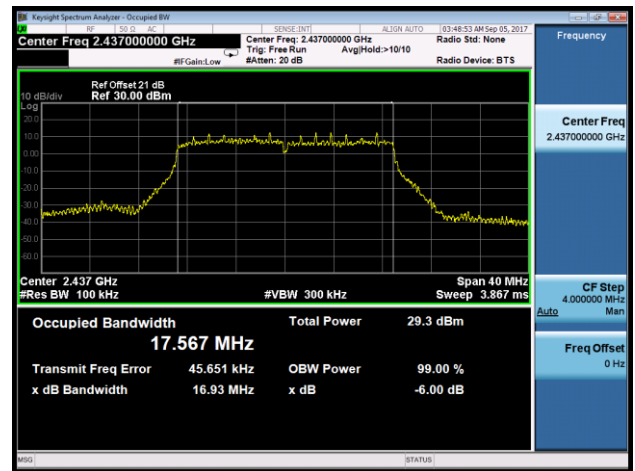 Keysight Spectrum Analyzer - Occupied BW
RF 50 Ω AC SENSE:INT ALIGN AUTO 03:48:53 AM Sep 05, 2017
Center Freq 2.437000000 GHz Center Freq: 2.437000000 GHz Radio Std: None Frequency
Trig: Free Run Avg|Hold:>10/10
#IFGain:Low #Atten: 20 dB Radio Device: BTS
Ref Offset 21 dB
10 dB/div Ref 30.00 dBm
Log
20.0
10.0
0.00
-10.0
-20.0
-30.0
-40.0
-50.0
-60.0
Center Freq
2.437000000 GHz
Center 2.437 GHz Span 40 MHz
#Res BW 100 kHz #VBW 300 kHz Sweep 3.867 ms
CF Step
4.000000 MHz
Auto Man
Occupied Bandwidth Total Power 29.3 dBm
17.567 MHz
Freq Offset
0 Hz
Transmit Freq Error 45.651 kHz OBW Power 99.00 %
x dB Bandwidth 16.93 MHz x dB -6.00 dB
MSG STATUS